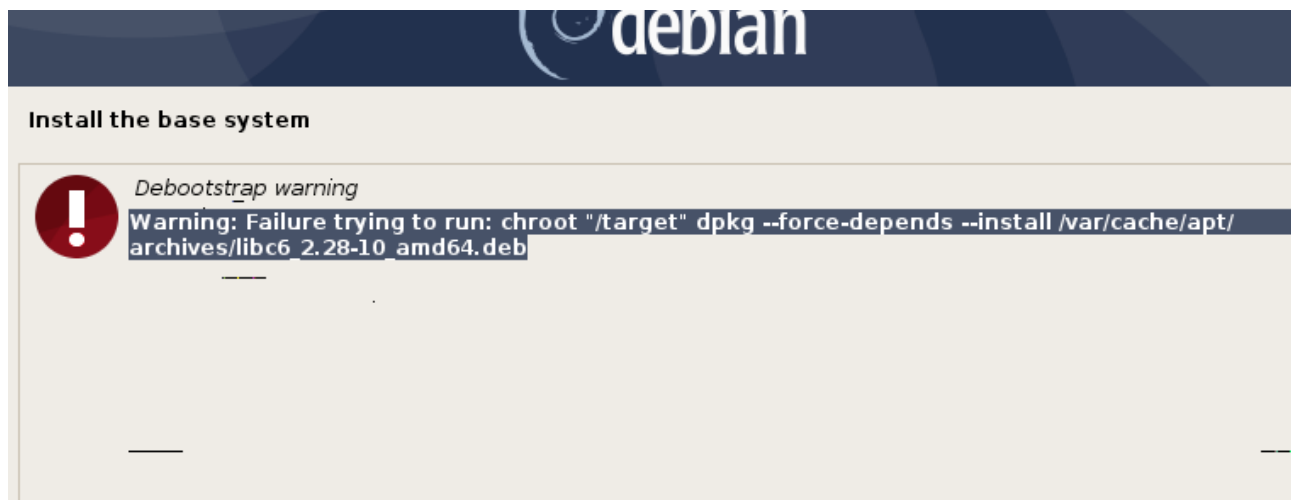 debian
Install the base system
Debootstrap warning
Warning: Failure trying to run: chroot "/target" dpkg --force-depends --install /var/cache/apt/
archives/libc6_2.28-10_amd64.deb